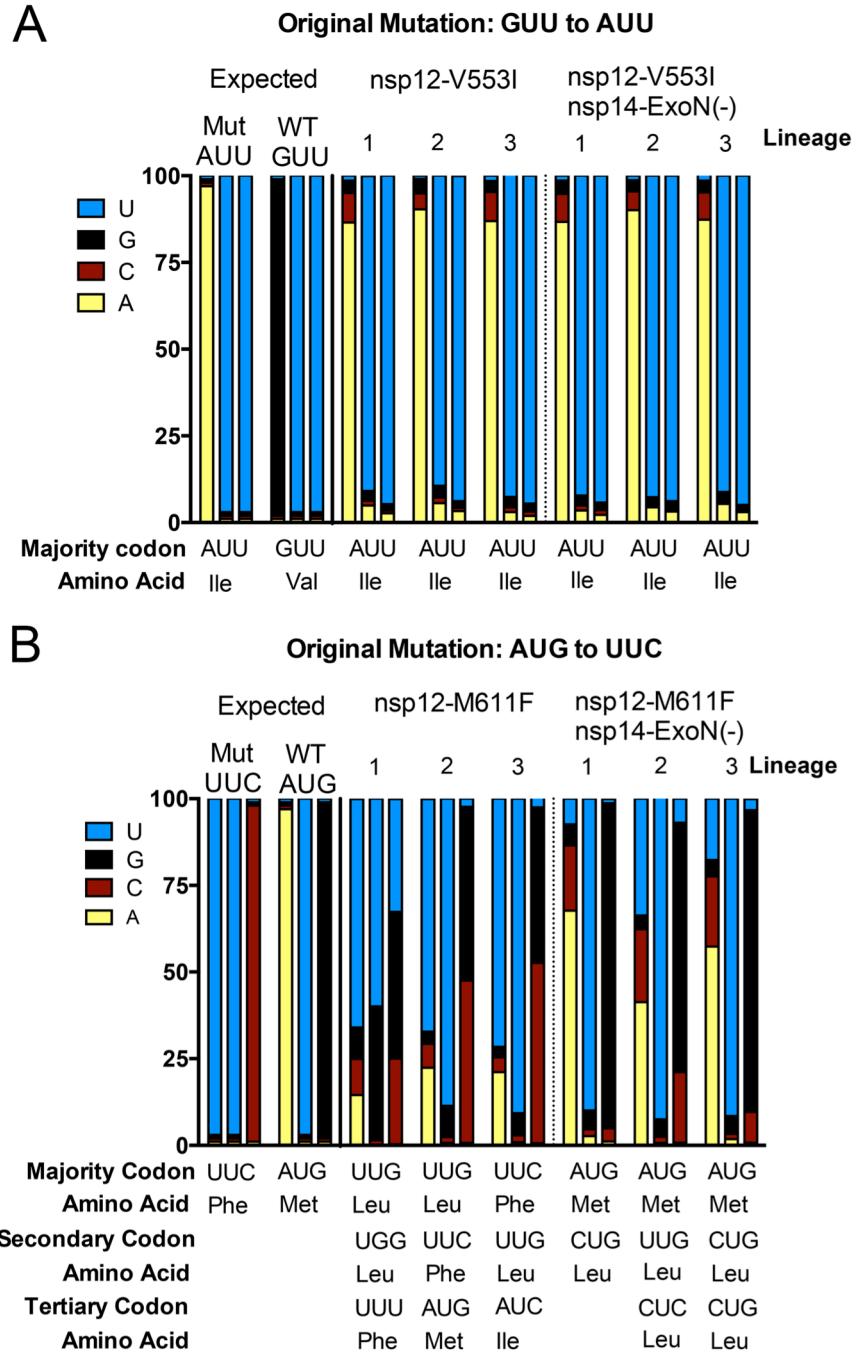 A
Original Mutation: GUU to AUU
Expected nsp12-V553I nsp12-V553I
nsp14-ExoN(-)
Mut WT
AUU GUU 1 2 3 1 2 3 Lineage
100
75
50
25
0
U
G
C
A
Majority codon AUU GUU AUU AUU AUU AUU AUU AUU
Amino Acid Ile Val Ile Ile Ile Ile Ile Ile
B
Original Mutation: AUG to UUC
Expected nsp12-M611F nsp12-M611F
nsp14-ExoN(-)
Mut WT
UUC AUG 1 2 3 1 2 3 Lineage
100
75
50
25
0
U
G
C
A
Majority Codon UUC AUG UUG UUG UUC AUG AUG AUG
Amino Acid Phe Met Leu Leu Phe Met Met Met
Secondary Codon UGG UUC UUG CUG UUG CUG
Amino Acid Leu Phe Leu Leu Leu Leu
Tertiary Codon UUU AUG AUC CUC CUG
Amino Acid Phe Met Ile Leu Leu